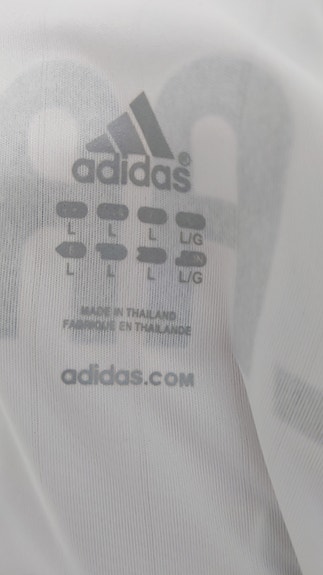 adidas®
L L L L/G
L L L L/G
MADE IN THAILAND
FABRIQUE EN THAILANDE
adidas.COM